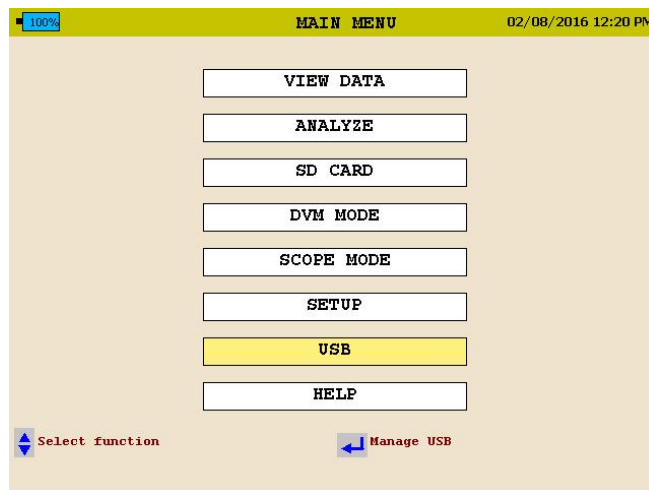 100% MAIN MENU 02/08/2016 12:20 PM
VIEW DATA
ANALYZE
SD CARD
DVM MODE
SCOPE MODE
SETUP
USB
HELP
Select function Manage USB